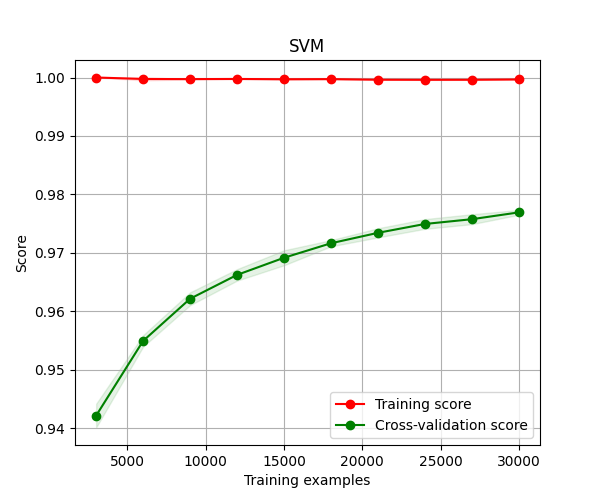 SVM
1.00
0.99
0.98
0.97
0.96
0.95
0.94
Score
5000 10000 15000 20000 25000 30000
Training examples
Training score
Cross-validation score